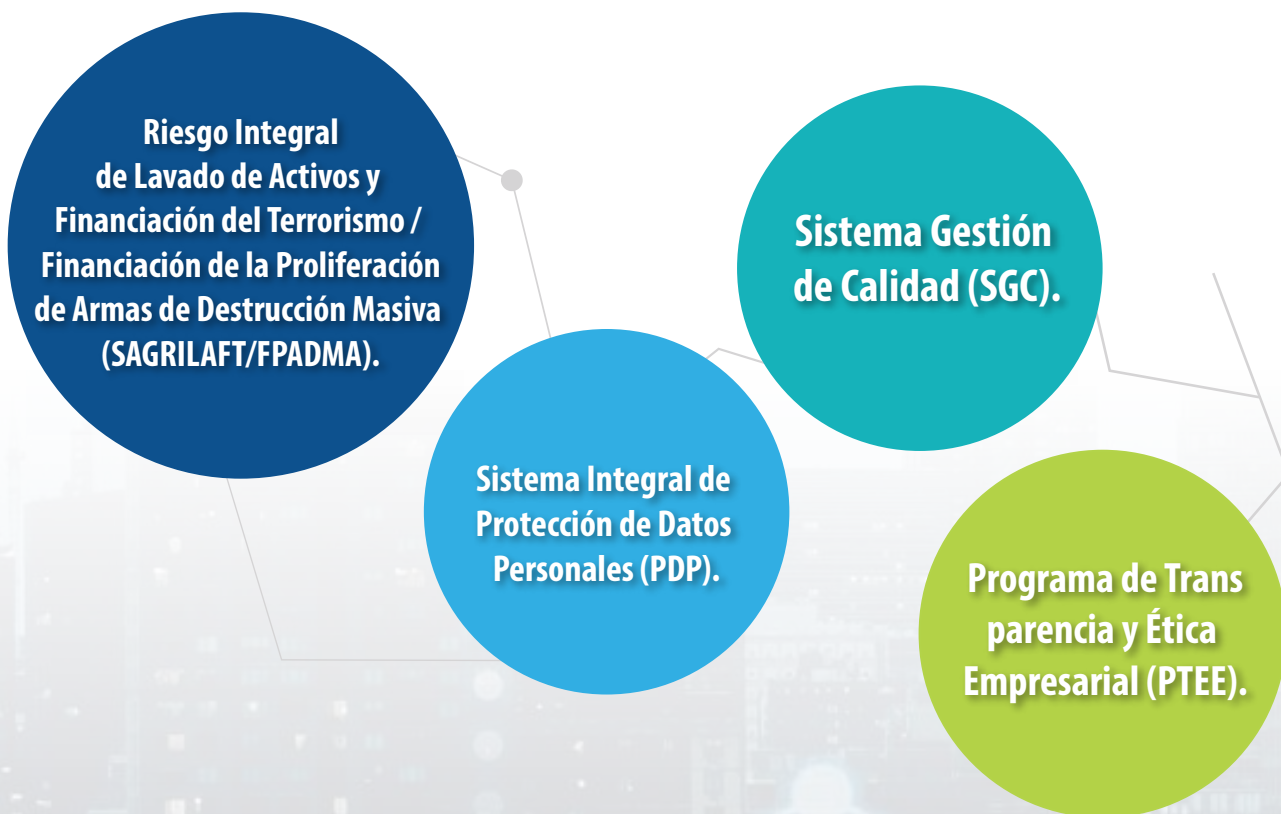 Riesgo Integral
de Lavado de Activos y
Financiación del Terrorismo /
Financiación de la Proliferación
de Armas de Destrucción Masiva
(SAGRILAFT/FPADMA).
Sistema Integral de
Protección de Datos
Personales (PDP).
Sistema Gestión
de Calidad (SGC).
Programa de Trans
parencia y Ética
Empresarial (PTEE).